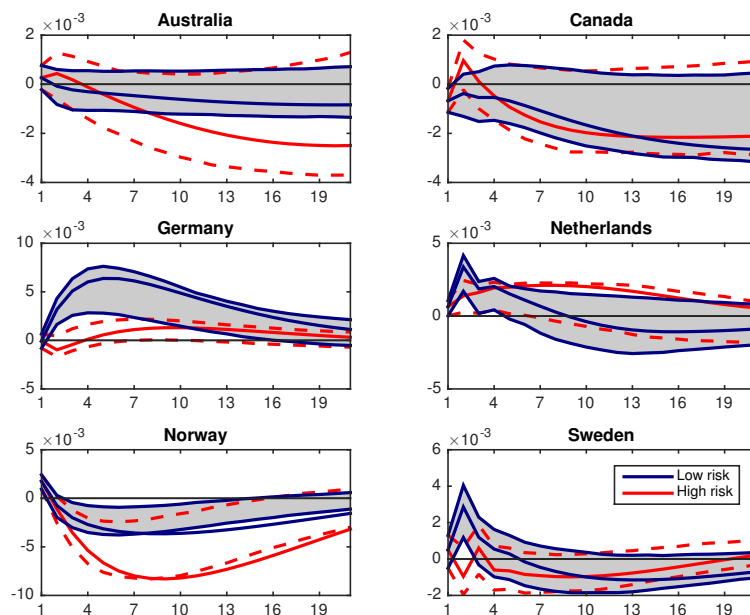 Australia
×10⁻³
2
0
-2
-4
1 4 7 10 13 16 19
Canada
×10⁻³
2
0
-2
-4
1 4 7 10 13 16 19
Germany
×10⁻³
10
5
0
-5
1 4 7 10 13 16 19
Netherlands
×10⁻³
5
0
-5
1 4 7 10 13 16 19
Norway
×10⁻³
5
0
-5
-10
1 4 7 10 13 16 19
Sweden
×10⁻³
6
4
2
0
-2
1 4 7 10 13 16 19
Low risk
High risk